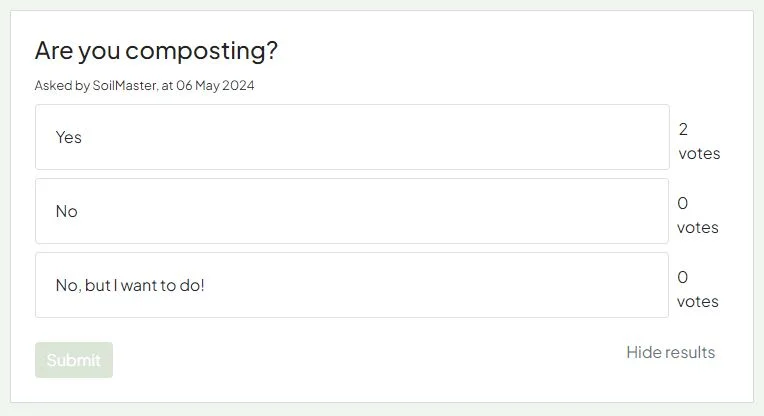 Are you composting?
Asked by SoilMaster, at 06 May 2024
Yes
2
votes
No
0
votes
No, but I want to do!
0
votes
Submit
Hide results